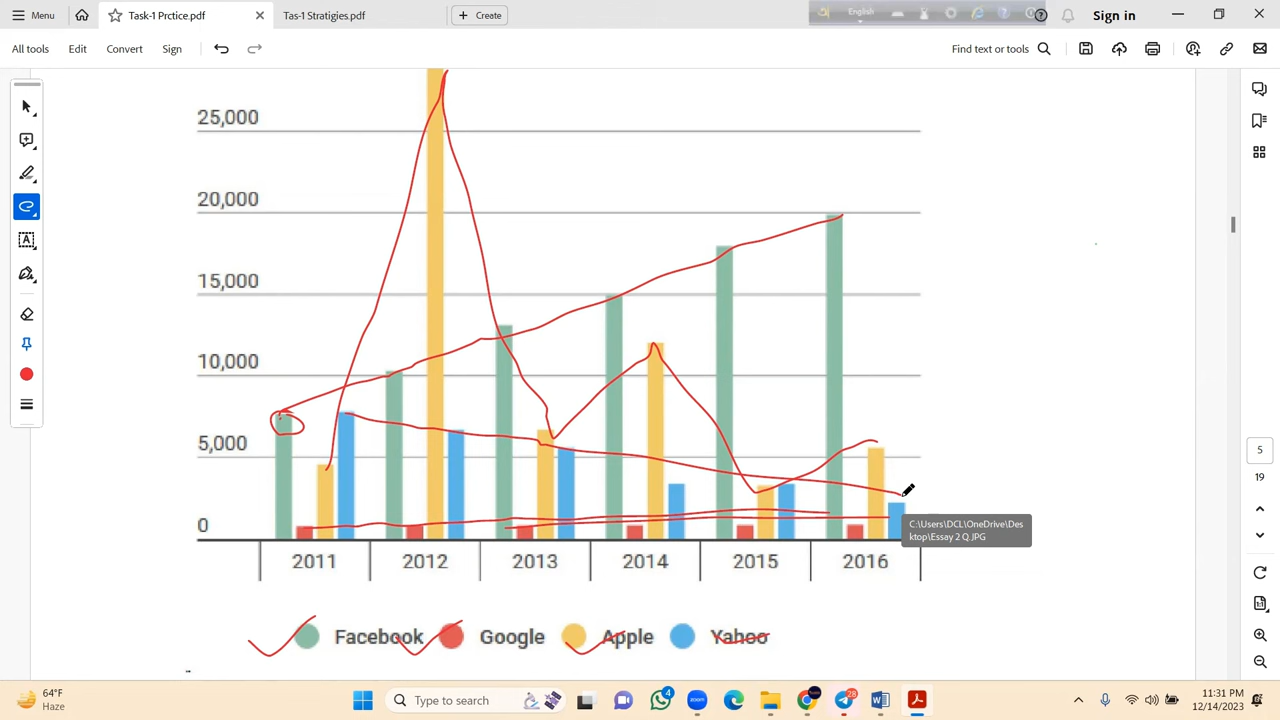 Menu Task-1 Prctice.pdf Tas-1 Stratigies.pdf Create English Sign in
All tools Edit Convert Sign Find text or tools
25,000
20,000
15,000
10,000
5,000
0
C:\Users\DCL\OneDrive\Des
ktop\Essay 2 Q.JPG
2011 2012 2013 2014 2015 2016
Facebook Google Apple Yahoo
5
19
64°F
Haze
Type to search
4
28
11:31 PM
12/14/2023